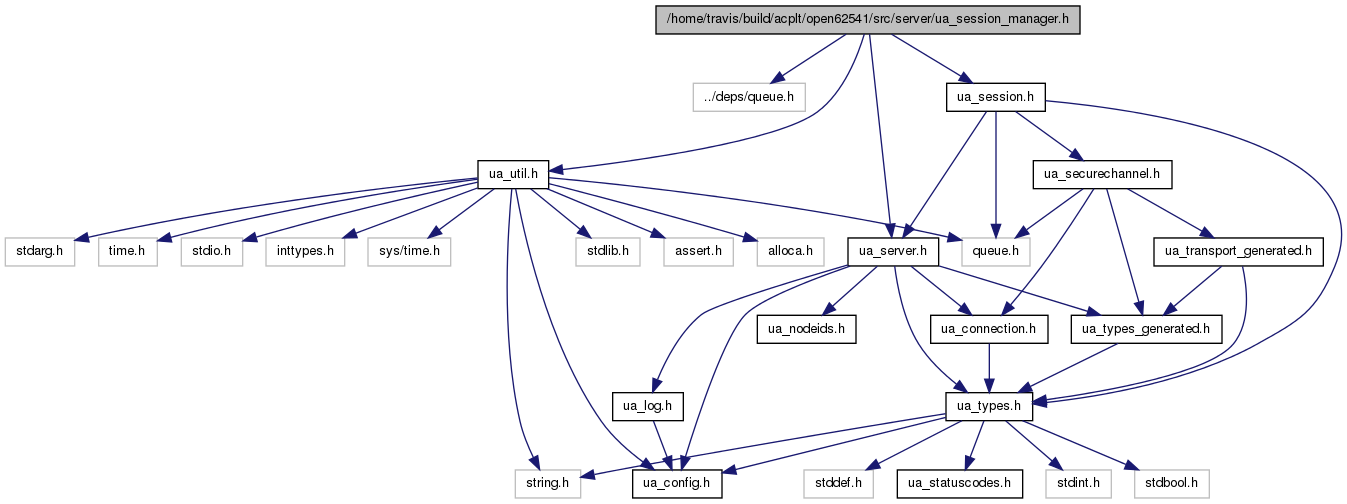 /home/travis/build/acplt/open62541/src/server/ua_session_manager.h
../deps/queue.h
ua_session.h
ua_util.h
ua_securechannel.h
stdarg.h
time.h
stdio.h
inttypes.h
sys/time.h
stdlib.h
assert.h
alloca.h
ua_server.h
queue.h
ua_transport_generated.h
ua_nodeids.h
ua_connection.h
ua_types_generated.h
ua_log.h
ua_types.h
string.h
ua_config.h
stddef.h
ua_statuscodes.h
stdint.h
stdbool.h